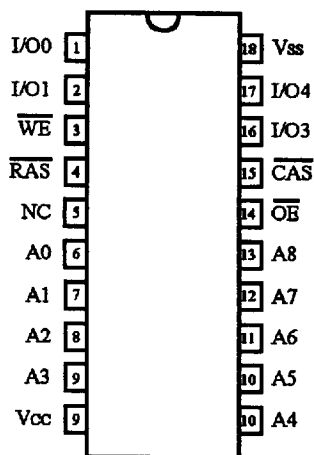 I/O0 1 18 Vss
I/O1 2 17 I/O4
WE 3 16 I/O3
RAS 4 15 CAS
NC 5 14 OE
A0 6 13 A8
A1 7 12 A7
A2 8 11 A6
A3 9 10 A5
Vcc 9 10 A4